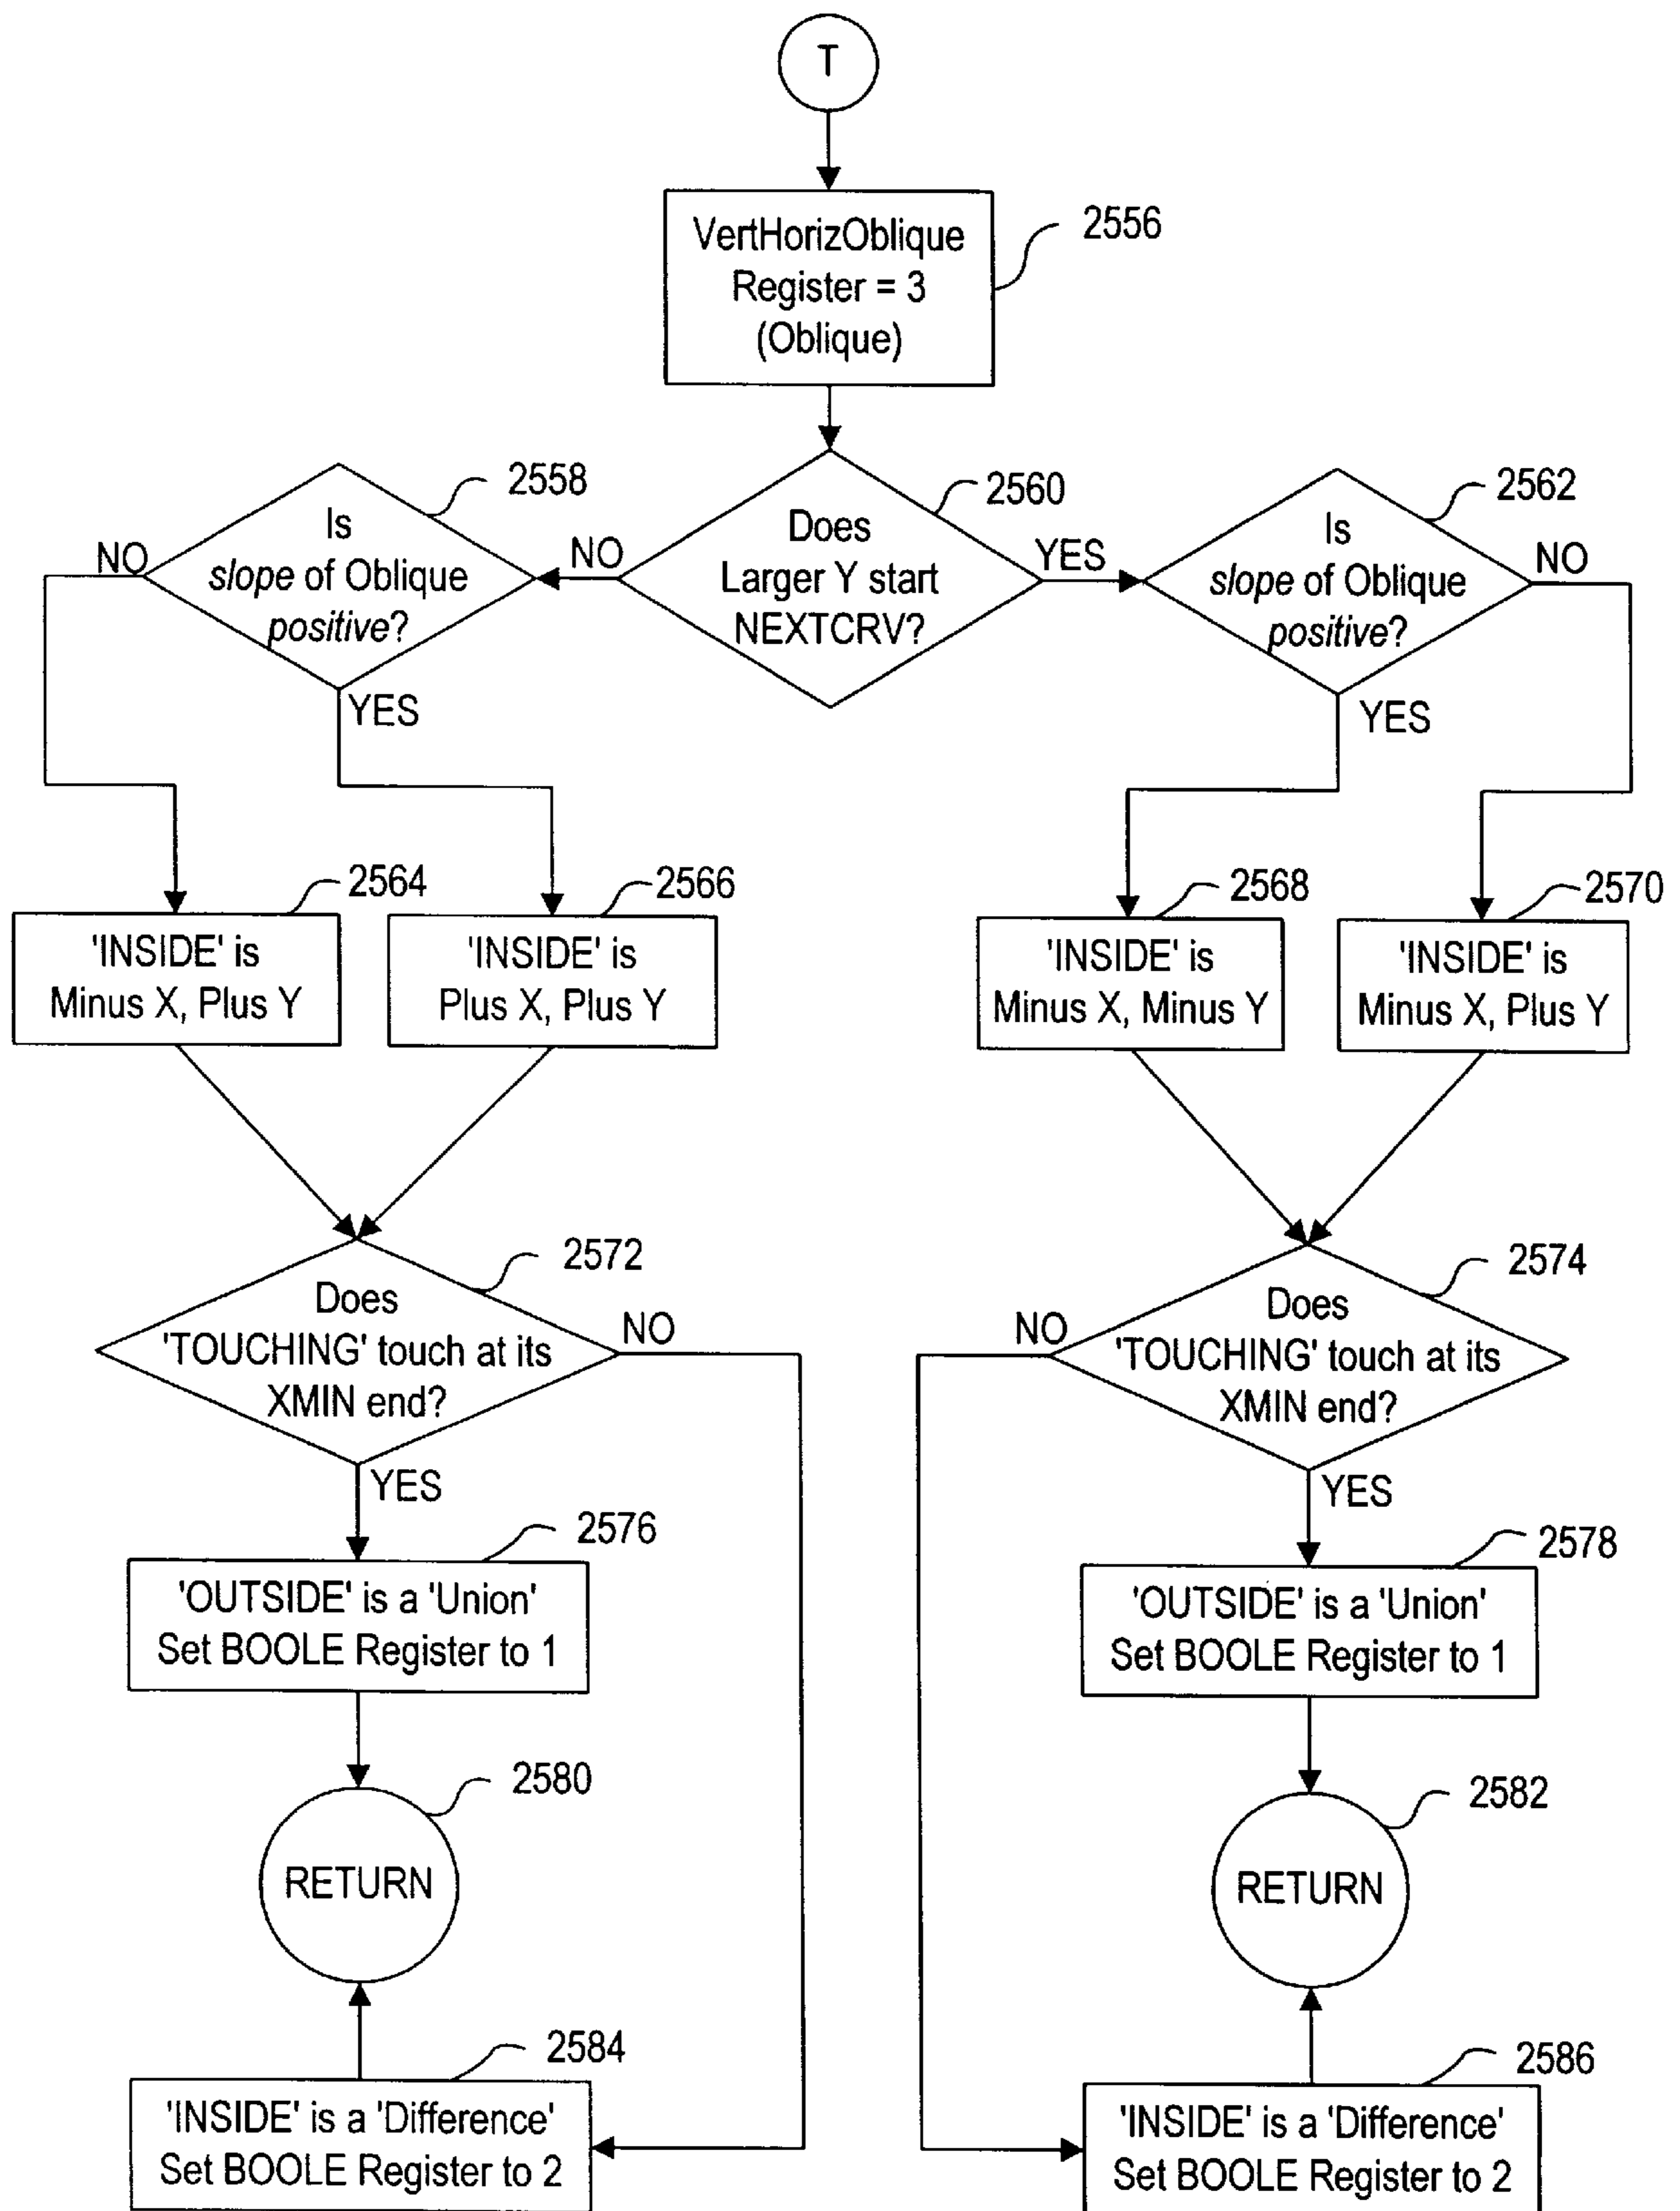 T
VertHorizOblique
Register = 3
(Oblique)
2556
2558
Is
slope of Oblique
positive?
NO
YES
2560
Does
Larger Y start
NEXTCRV?
NO
YES
2562
Is
slope of Oblique
positive?
NO
YES
2564
'INSIDE' is
Minus X, Plus Y
2566
'INSIDE' is
Plus X, Plus Y
2568
'INSIDE' is
Minus X, Minus Y
2570
'INSIDE' is
Minus X, Plus Y
2572
Does
'TOUCHING' touch at its
XMIN end?
NO
YES
2574
Does
'TOUCHING' touch at its
XMIN end?
NO
YES
2576
'OUTSIDE' is a 'Union'
Set BOOLE Register to 1
2578
'OUTSIDE' is a 'Union'
Set BOOLE Register to 1
2580
RETURN
2582
RETURN
2584
'INSIDE' is a 'Difference'
Set BOOLE Register to 2
2586
'INSIDE' is a 'Difference'
Set BOOLE Register to 2